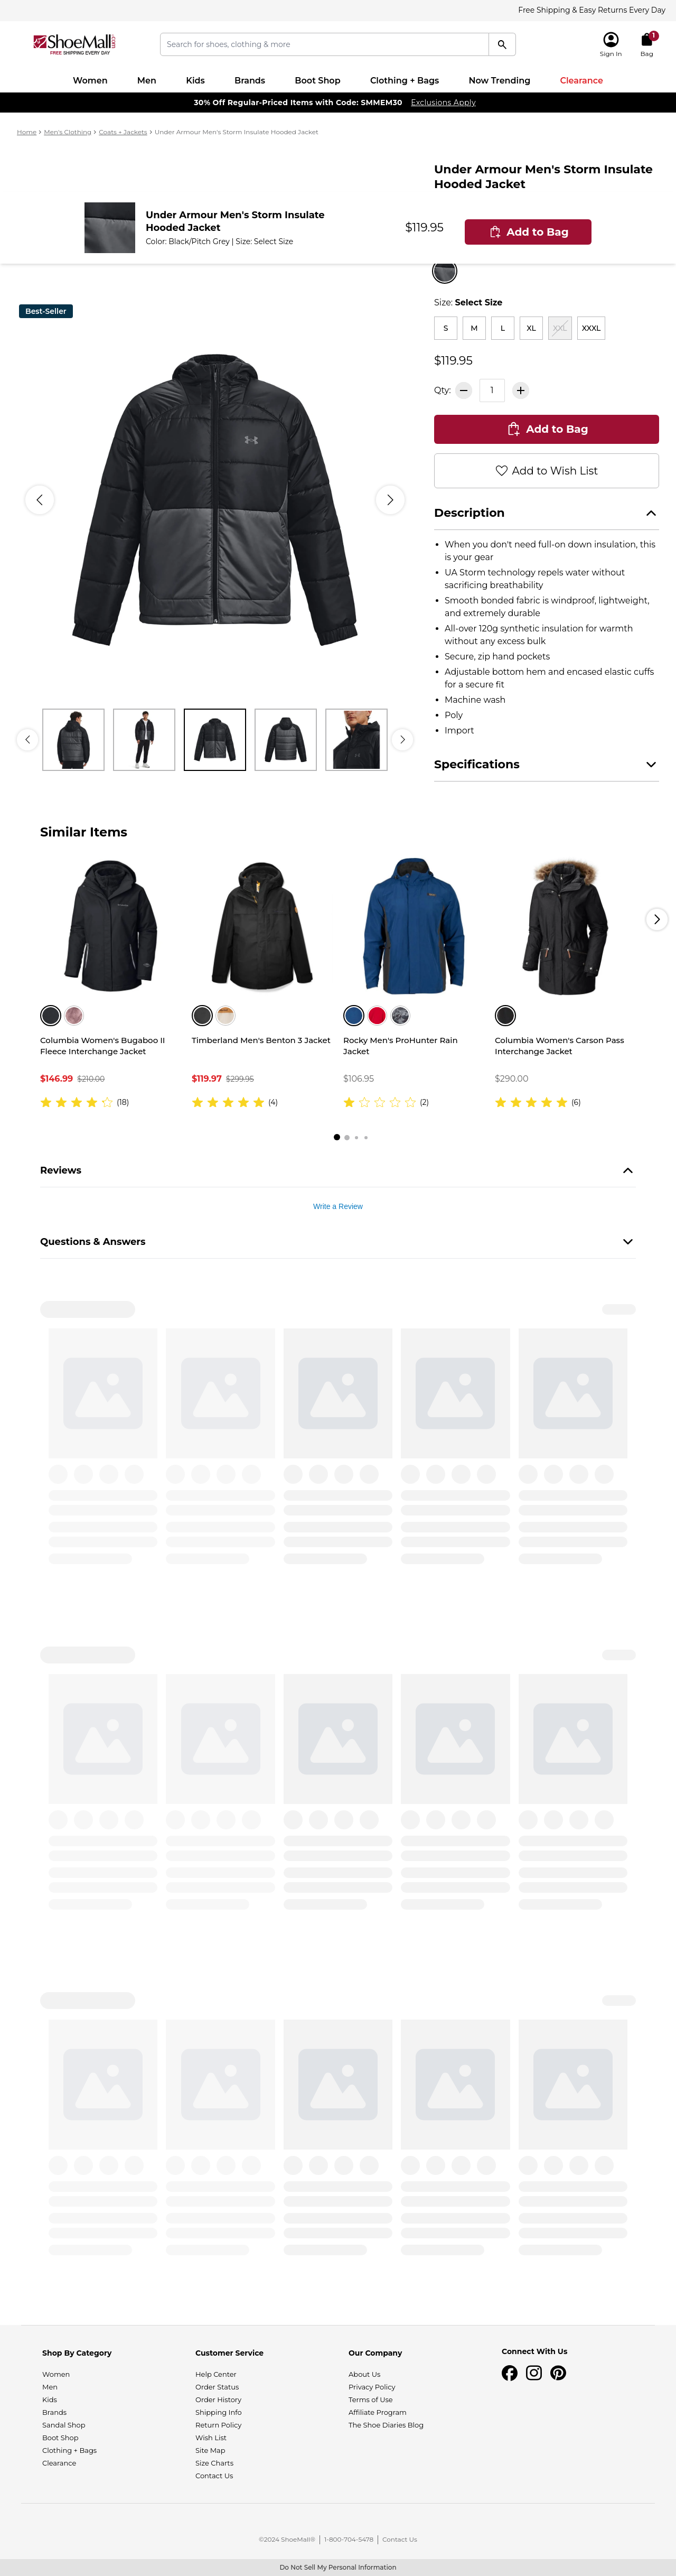 Free Shipping & Easy Returns Every Day
ShoeMall
FREE SHIPPING EVERY DAY
Search for shoes, clothing & more
Sign In
1
Bag
Women
Men
Kids
Brands
Boot Shop
Clothing + Bags
Now Trending
Clearance
30% Off Regular-Priced Items with Code: SMMEM30 Exclusions Apply
Home > Men's Clothing > Coats + Jackets > Under Armour Men's Storm Insulate Hooded Jacket
Under Armour Men's Storm Insulate
Hooded Jacket
Under Armour Men's Storm Insulate
Hooded Jacket
Color: Black/Pitch Grey | Size: Select Size
$119.95
Add to Bag
Best-Seller
Size: Select Size
S
M
L
XL
XXL
XXXL
$119.95
Qty:
1
Add to Bag
Add to Wish List
Description
• When you don't need full-on down insulation, this
is your gear
• UA Storm technology repels water without
sacrificing breathability
• Smooth bonded fabric is windproof, lightweight,
and extremely durable
• All-over 120g synthetic insulation for warmth
without any excess bulk
• Secure, zip hand pockets
• Adjustable bottom hem and encased elastic cuffs
for a secure fit
• Machine wash
• Poly
• Import
Specifications
Similar Items
Columbia Women's Bugaboo II
Fleece Interchange Jacket
$146.99 $210.00
(18)
Timberland Men's Benton 3 Jacket
$119.97 $299.95
(4)
Rocky Men's ProHunter Rain
Jacket
$106.95
(2)
Columbia Women's Carson Pass
Interchange Jacket
$290.00
(6)
Reviews
Write a Review
Questions & Answers
Shop By Category
Women
Men
Kids
Brands
Sandal Shop
Boot Shop
Clothing + Bags
Clearance
Customer Service
Help Center
Order Status
Order History
Shipping Info
Return Policy
Wish List
Site Map
Size Charts
Contact Us
Our Company
About Us
Privacy Policy
Terms of Use
Affiliate Program
The Shoe Diaries Blog
Connect With Us
©2024 ShoeMall® | 1-800-704-5478 | Contact Us
Do Not Sell My Personal Information